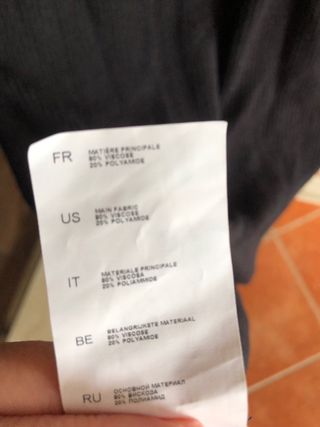 FR
MATIÈRE PRINCIPALE
80% VISCOSE
20% POLYAMIDE
US
MAIN FABRIC
80% VISCOSE
20% POLYAMIDE
IT
MATERIALE PRINCIPALE
80% VISCOSA
20% POLIAMMIDE
BE
BELANGRIJKSTE MATERIAAL
80% VISCOSE
20% POLYAMIDE
RU
ОСНОВНОЙ МАТЕРИАЛ
80% ВИСКОЗА
20% ПОЛИАМИД